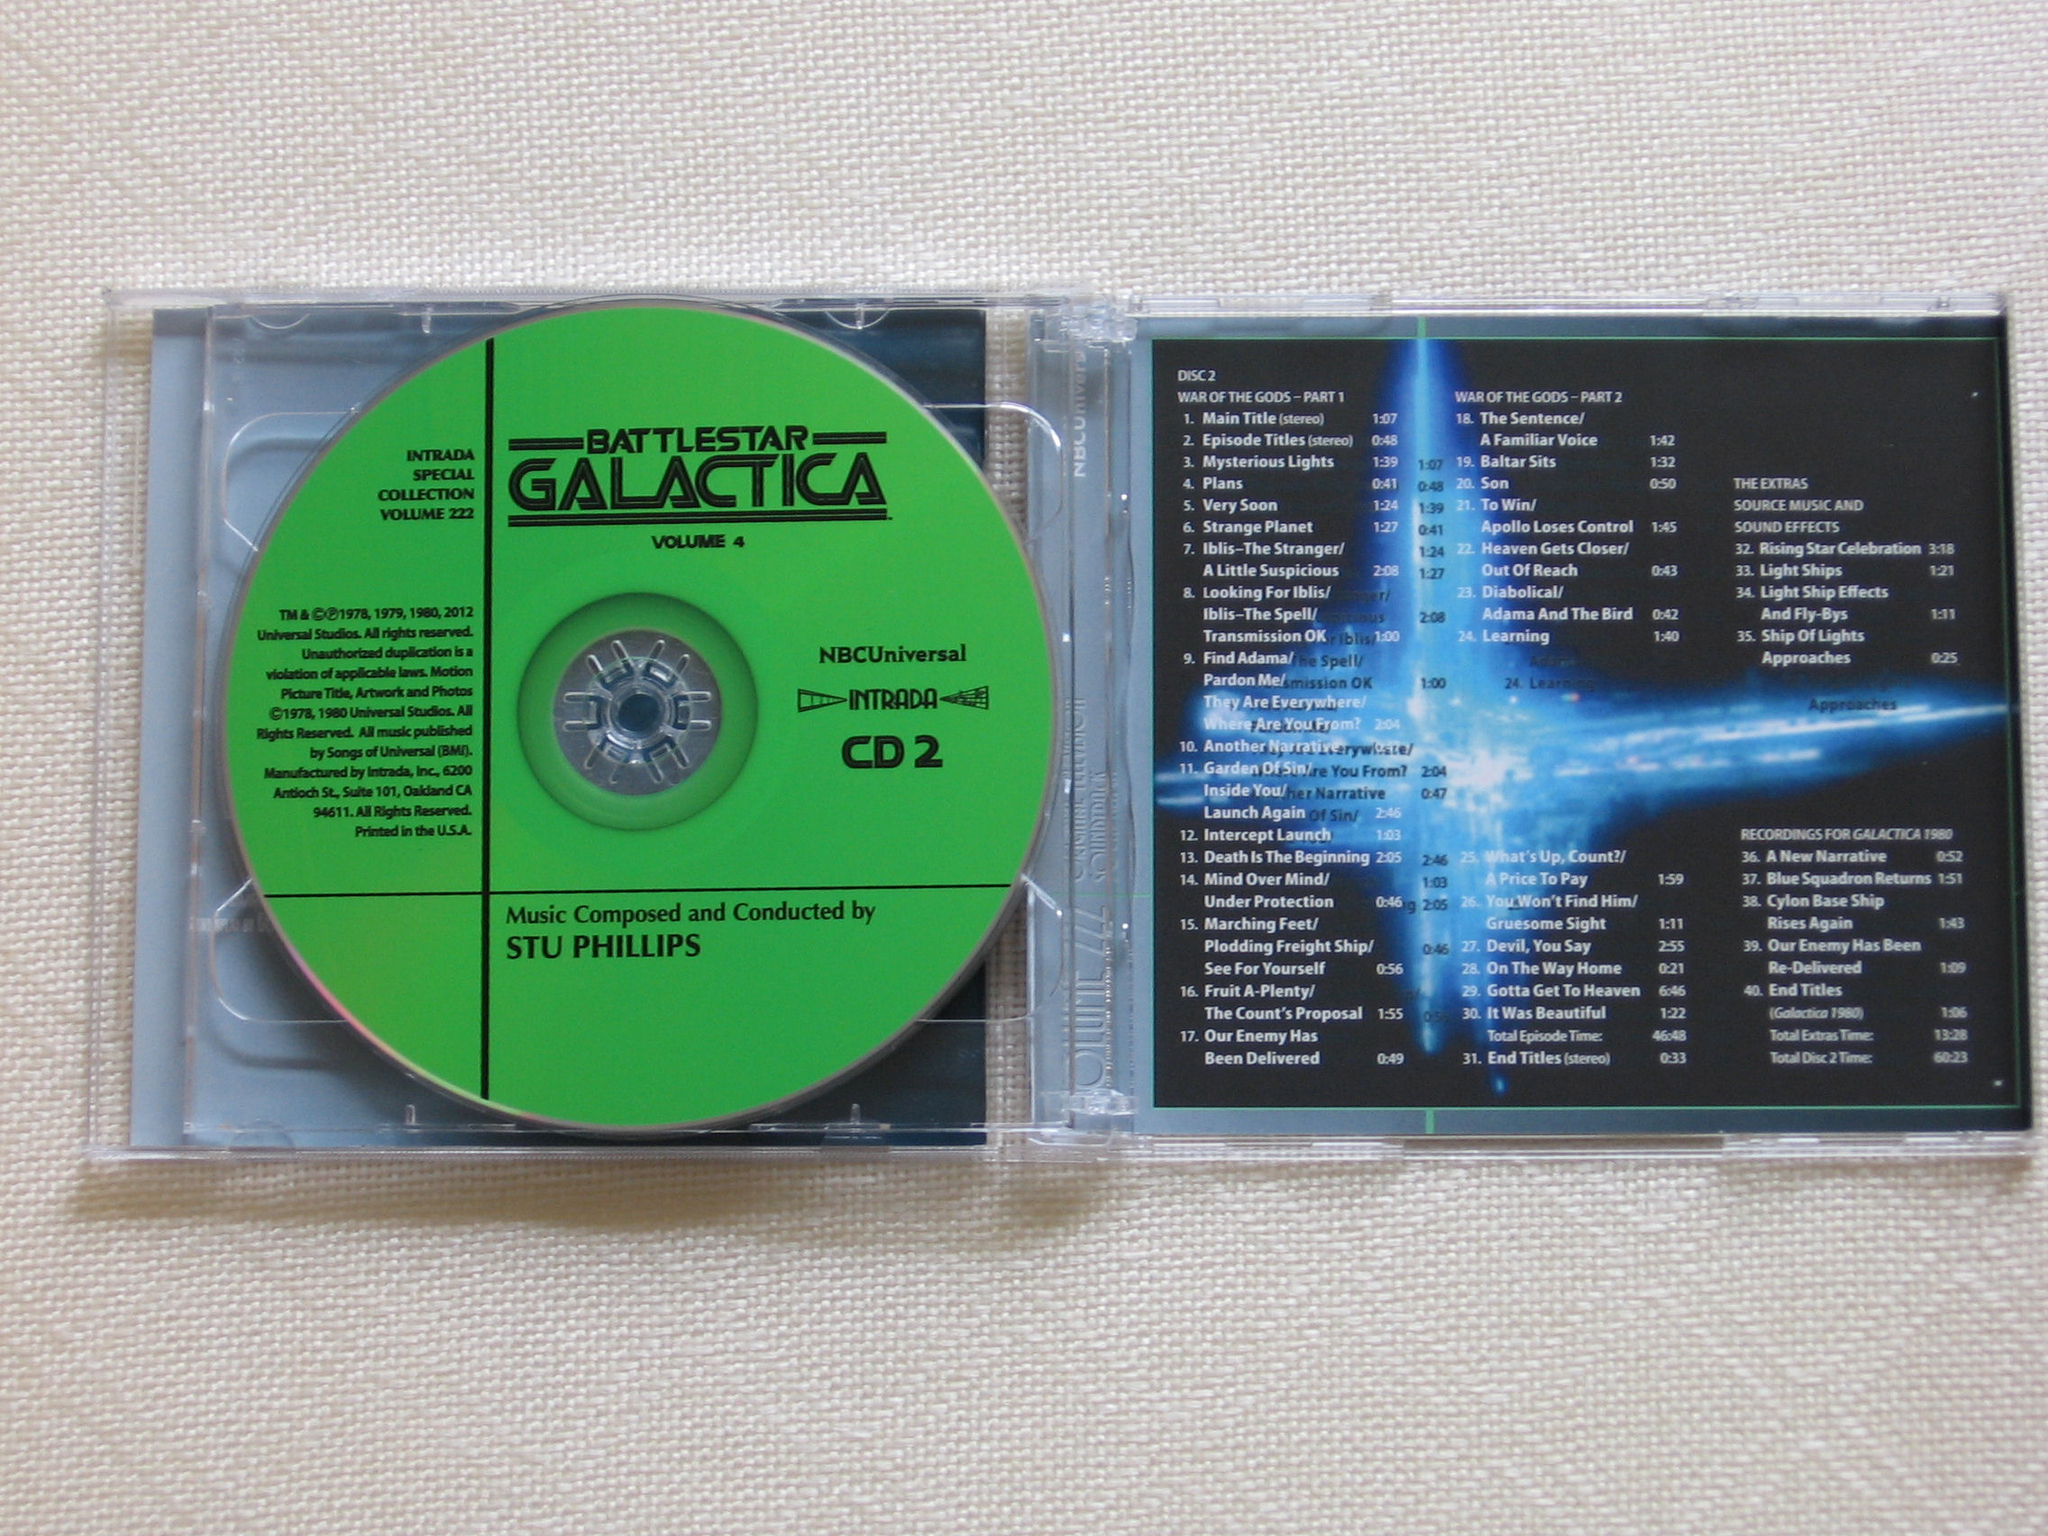 INTRADA
SPECIAL
COLLECTION
VOLUME 222
BATTLESTAR
GALACTICA
VOLUME 4
TM & ©℗1978, 1979, 1980, 2012
Universal Studios. All rights reserved.
Unauthorized duplication is a
violation of applicable laws. Motion
Picture Title, Artwork and Photos
©1978, 1980 Universal Studios. All
Rights Reserved. All music published
by Songs of Universal (BMI).
Manufactured by Intrada, Inc., 6200
Antioch St., Suite 101, Oakland CA
94611. All Rights Reserved.
Printed in the U.S.A.
NBCUniversal
INTRADA
CD 2
Music Composed and Conducted by
STU PHILLIPS
NBCUnivers
VOLUME 222
DISC 2
WAR OF THE GODS – PART 1
1. Main Title (stereo) 1:07
2. Episode Titles (stereo) 0:48
3. Mysterious Lights 1:39
4. Plans 0:41
5. Very Soon 1:24
6. Strange Planet 1:27
7. Iblis–The Stranger/
A Little Suspicious 2:08
8. Looking For Iblis/
Iblis–The Spell/
Transmission OK 1:00
9. Find Adama/
Pardon Me/
They Are Everywhere/
Where Are You From? 2:04
10. Another Narrative
11. Garden Of Sin/
Inside You/
Launch Again 2:46
12. Intercept Launch 1:03
13. Death Is The Beginning 2:05
14. Mind Over Mind/
Under Protection 0:46
15. Marching Feet/
Plodding Freight Ship/
See For Yourself 0:56
16. Fruit A-Plenty/
The Count's Proposal 1:55
17. Our Enemy Has
Been Delivered 0:49
WAR OF THE GODS – PART 2
18. The Sentence/
A Familiar Voice 1:42
19. Baltar Sits 1:32
20. Son 0:50
21. To Win/
Apollo Loses Control 1:45
22. Heaven Gets Closer/
Out Of Reach 0:43
23. Diabolical/
Adama And The Bird 0:42
24. Learning 1:40
25. What's Up, Count?/
A Price To Pay 1:59
26. You Won't Find Him/
Gruesome Sight 1:11
27. Devil, You Say 2:55
28. On The Way Home 0:21
29. Gotta Get To Heaven 6:46
30. It Was Beautiful 1:22
Total Episode Time: 46:48
31. End Titles (stereo) 0:33
THE EXTRAS
SOURCE MUSIC AND
SOUND EFFECTS
32. Rising Star Celebration 3:18
33. Light Ships 1:21
34. Light Ship Effects
And Fly-Bys 1:11
35. Ship Of Lights
Approaches 0:25
RECORDINGS FOR GALACTICA 1980
36. A New Narrative 0:52
37. Blue Squadron Returns 1:51
38. Cylon Base Ship
Rises Again 1:43
39. Our Enemy Has Been
Re-Delivered 1:09
40. End Titles
(Galactica 1980) 1:06
Total Extras Time: 13:28
Total Disc 2 Time: 60:23